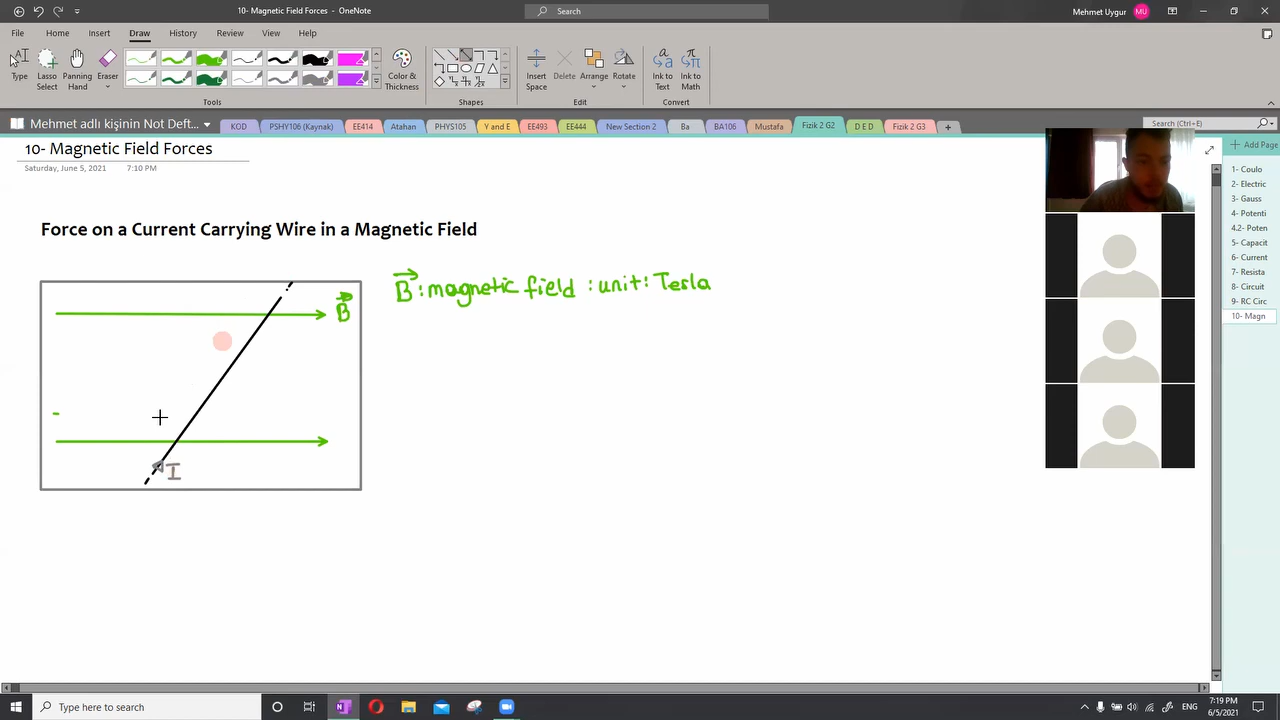 10- Magnetic Field Forces - OneNote
Search
Mehmet Uygur
MU
File Home Insert Draw History Review View Help
Type
Lasso Select
Panning Hand
Eraser
Color & Thickness
Insert Space
Delete
Arrange
Rotate
Ink to Text
Ink to Math
Tools
Shapes
Edit
Convert
Mehmet adlı kişinin Not Deft...
KOD PSHY106 (Kaynak) EE414 Atahan PHYS105 Y and E EE493 EE444 New Section 2 Ba BA106 Mustafa Fizik 2 G2 D E D Fizik 2 G3 +
Search (Ctrl+E)
10- Magnetic Field Forces
Saturday, June 5, 2021 7:10 PM
Add Page
1- Coulo
2- Electric
3- Gauss
4- Potenti
4.2- Poten
5- Capacit
6- Current
7- Resista
8- Circuit
9- RC Circ
10- Magn
Force on a Current Carrying Wire in a Magnetic Field
B⃗ : magnetic field : unit : Tesla
B⃗
I
Type here to search
ENG
7:19 PM
6/5/2021